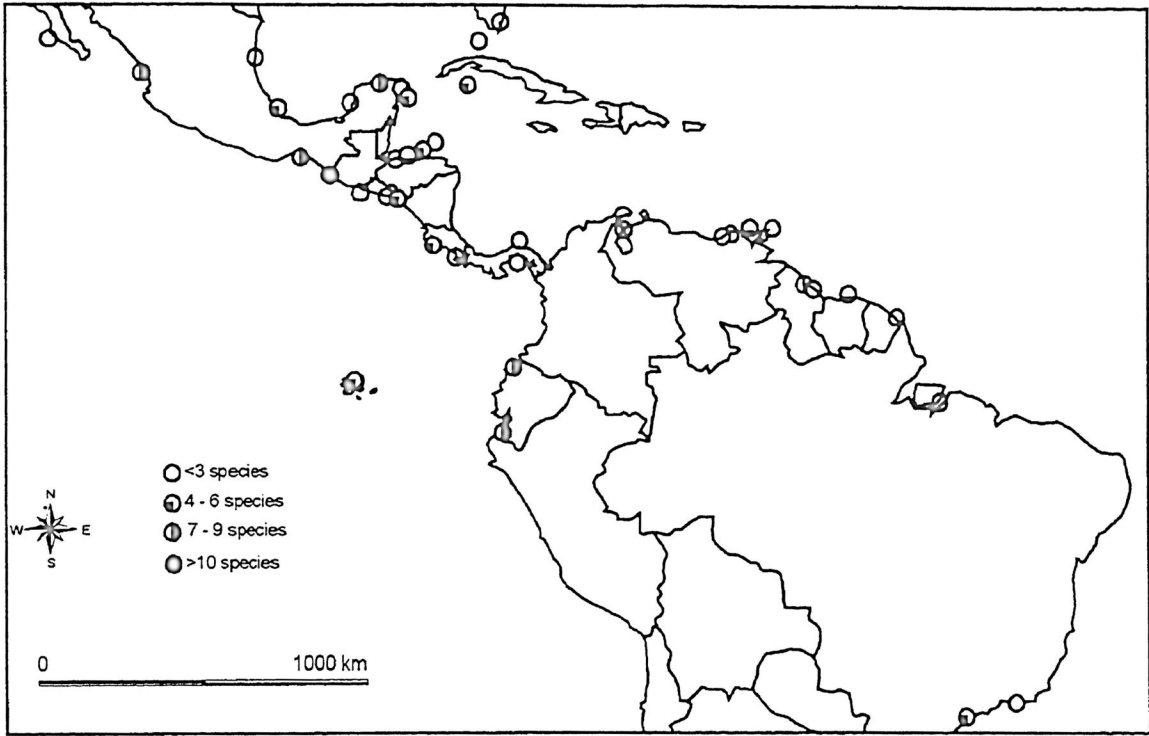 <3 species
4 - 6 species
7 - 9 species
>10 species
N
W E
S
0 1000 km